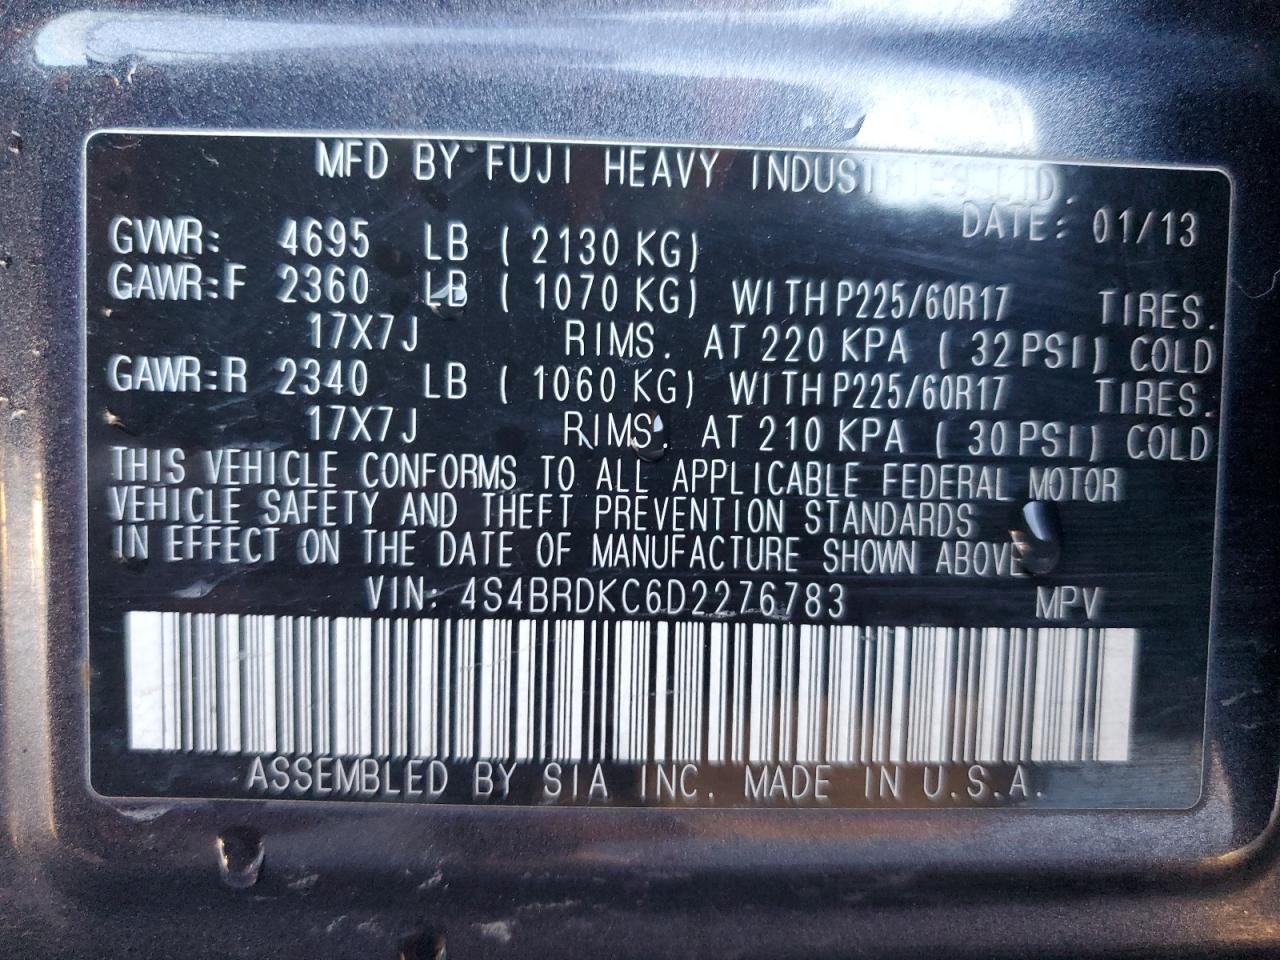 MFD BY FUJI HEAVY INDUSTRIES LTD.
DATE: 01/13
GVWR: 4695 LB ( 2130 KG)
GAWR:F 2360 LB ( 1070 KG) WITH P225/60R17 TIRES.
17X7J RIMS. AT 220 KPA ( 32 PSI) COLD
GAWR:R 2340 LB ( 1060 KG) WITH P225/60R17 TIRES.
17X7J RIMS. AT 210 KPA ( 30 PSI) COLD
THIS VEHICLE CONFORMS TO ALL APPLICABLE FEDERAL MOTOR
VEHICLE SAFETY AND THEFT PREVENTION STANDARDS
IN EFFECT ON THE DATE OF MANUFACTURE SHOWN ABOVE
VIN: 4S4BRDKC6D2276783 MPV
ASSEMBLED BY SIA INC. MADE IN U.S.A.